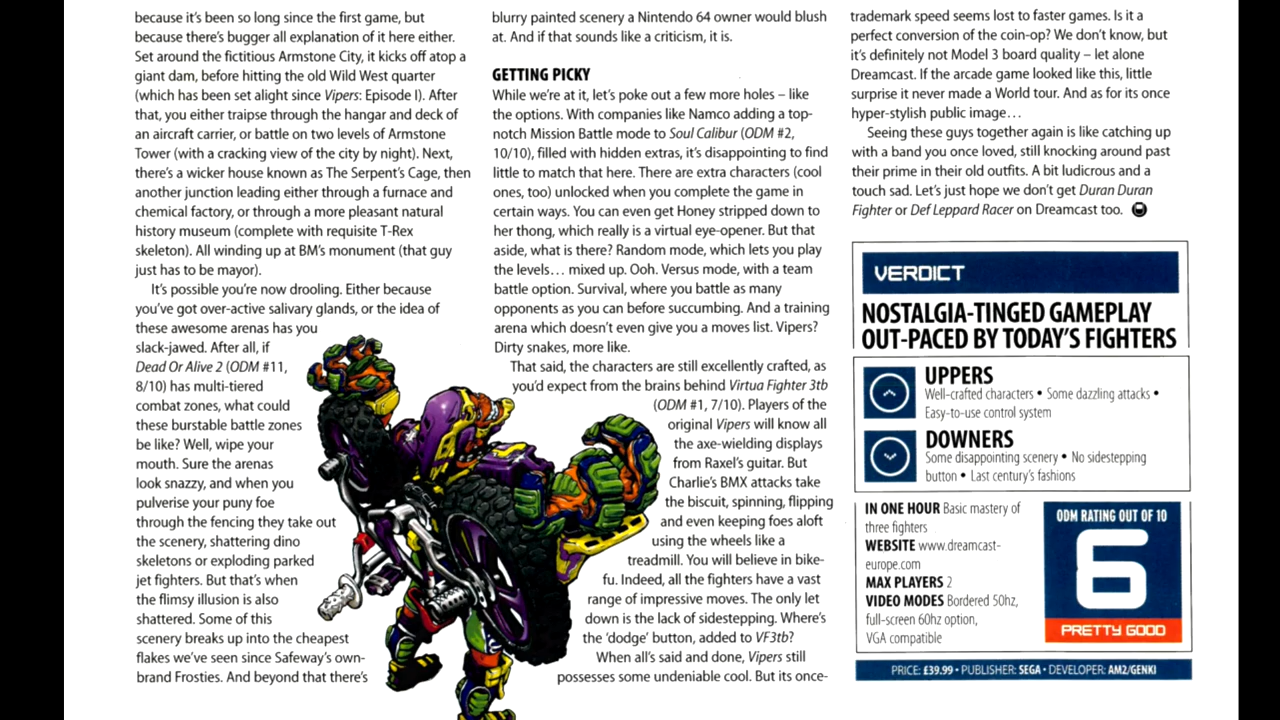 because it's been so long since the first game, but
because there's bugger all explanation of it here either.
Set around the fictitious Armstone City, it kicks off atop a
giant dam, before hitting the old Wild West quarter
(which has been set alight since Vipers: Episode I). After
that, you either traipse through the hangar and deck of
an aircraft carrier, or battle on two levels of Armstone
Tower (with a cracking view of the city by night). Next,
there's a wicker house known as The Serpent's Cage, then
another junction leading either through a furnace and
chemical factory, or through a more pleasant natural
history museum (complete with requisite T-Rex
skeleton). All winding up at BM's monument (that guy
just has to be mayor).
It's possible you're now drooling. Either because
you've got over-active salivary glands, or the idea of
these awesome arenas has you
slack-jawed. After all, if
Dead Or Alive 2 (ODM #11,
8/10) has multi-tiered
combat zones, what could
these burstable battle zones
be like? Well, wipe your
mouth. Sure the arenas
look snazzy, and when you
pulverise your puny foe
through the fencing they take out
the scenery, shattering dino
skeletons or exploding parked
jet fighters. But that's when
the flimsy illusion is also
shattered. Some of this
scenery breaks up into the cheapest
flakes we've seen since Safeway's own-
brand Frosties. And beyond that there's
blurry painted scenery a Nintendo 64 owner would blush
at. And if that sounds like a criticism, it is.
GETTING PICKY
While we're at it, let's poke out a few more holes – like
the options. With companies like Namco adding a top-
notch Mission Battle mode to Soul Calibur (ODM #2,
10/10), filled with hidden extras, it's disappointing to find
little to match that here. There are extra characters (cool
ones, too) unlocked when you complete the game in
certain ways. You can even get Honey stripped down to
her thong, which really is a virtual eye-opener. But that
aside, what is there? Random mode, which lets you play
the levels… mixed up. Ooh. Versus mode, with a team
battle option. Survival, where you battle as many
opponents as you can before succumbing. And a training
arena which doesn't even give you a moves list. Vipers?
Dirty snakes, more like.
That said, the characters are still excellently crafted, as
you'd expect from the brains behind Virtua Fighter 3tb
(ODM #1, 7/10). Players of the
original Vipers will know all
the axe-wielding displays
from Raxel's guitar. But
Charlie's BMX attacks take
the biscuit, spinning, flipping
and even keeping foes aloft
using the wheels like a
treadmill. You will believe in bike-
fu. Indeed, all the fighters have a vast
range of impressive moves. The only let
down is the lack of sidestepping. Where's
the 'dodge' button, added to VF3tb?
When all's said and done, Vipers still
possesses some undeniable cool. But its once-
trademark speed seems lost to faster games. Is it a
perfect conversion of the coin-op? We don't know, but
it's definitely not Model 3 board quality – let alone
Dreamcast. If the arcade game looked like this, little
surprise it never made a World tour. And as for its once
hyper-stylish public image…
Seeing these guys together again is like catching up
with a band you once loved, still knocking around past
their prime in their old outfits. A bit ludicrous and a
touch sad. Let's just hope we don't get Duran Duran
Fighter or Def Leppard Racer on Dreamcast too.
VERDICT
NOSTALGIA-TINGED GAMEPLAY
OUT-PACED BY TODAY'S FIGHTERS
UPPERS
Well-crafted characters • Some dazzling attacks •
Easy-to-use control system
DOWNERS
Some disappointing scenery • No sidestepping
button • Last century's fashions
IN ONE HOUR Basic mastery of
three fighters
WEBSITE www.dreamcast-
europe.com
MAX PLAYERS 2
VIDEO MODES Bordered 50hz,
full-screen 60hz option,
VGA compatible
ODM RATING OUT OF 10
6
PRETTY GOOD
PRICE: £39.99 • PUBLISHER: SEGA • DEVELOPER: AM2/GENKI